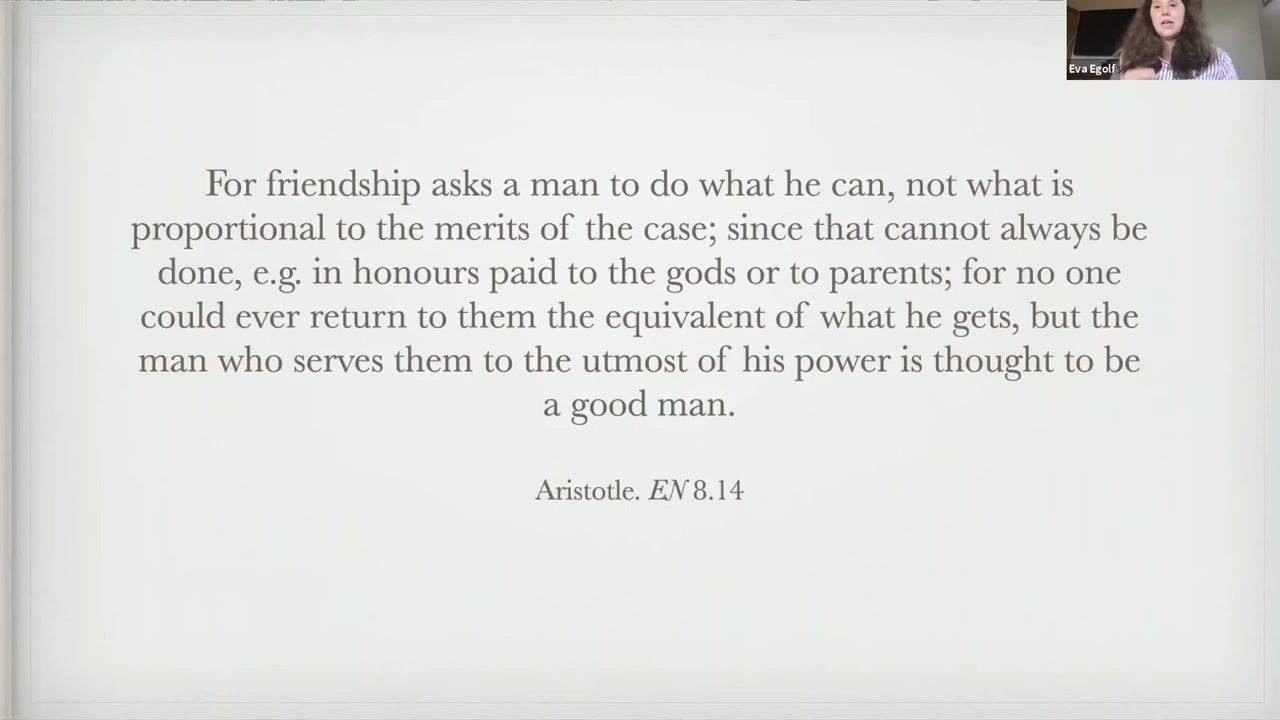 Eva Egolf
For friendship asks a man to do what he can, not what is
proportional to the merits of the case; since that cannot always be
done, e.g. in honours paid to the gods or to parents; for no one
could ever return to them the equivalent of what he gets, but the
man who serves them to the utmost of his power is thought to be
a good man.
Aristotle. EN 8.14